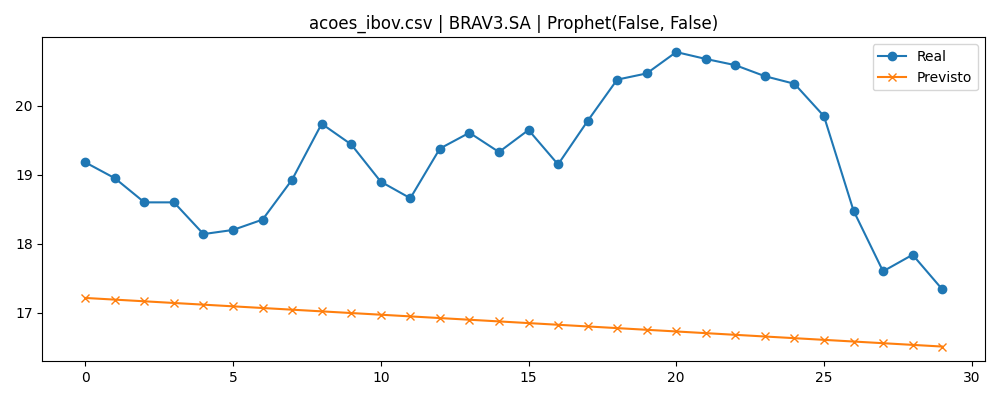 acoes_ibov.csv | BRAV3.SA | Prophet(False, False)
Real
Previsto
20
19
18
17
0 5 10 15 20 25 30